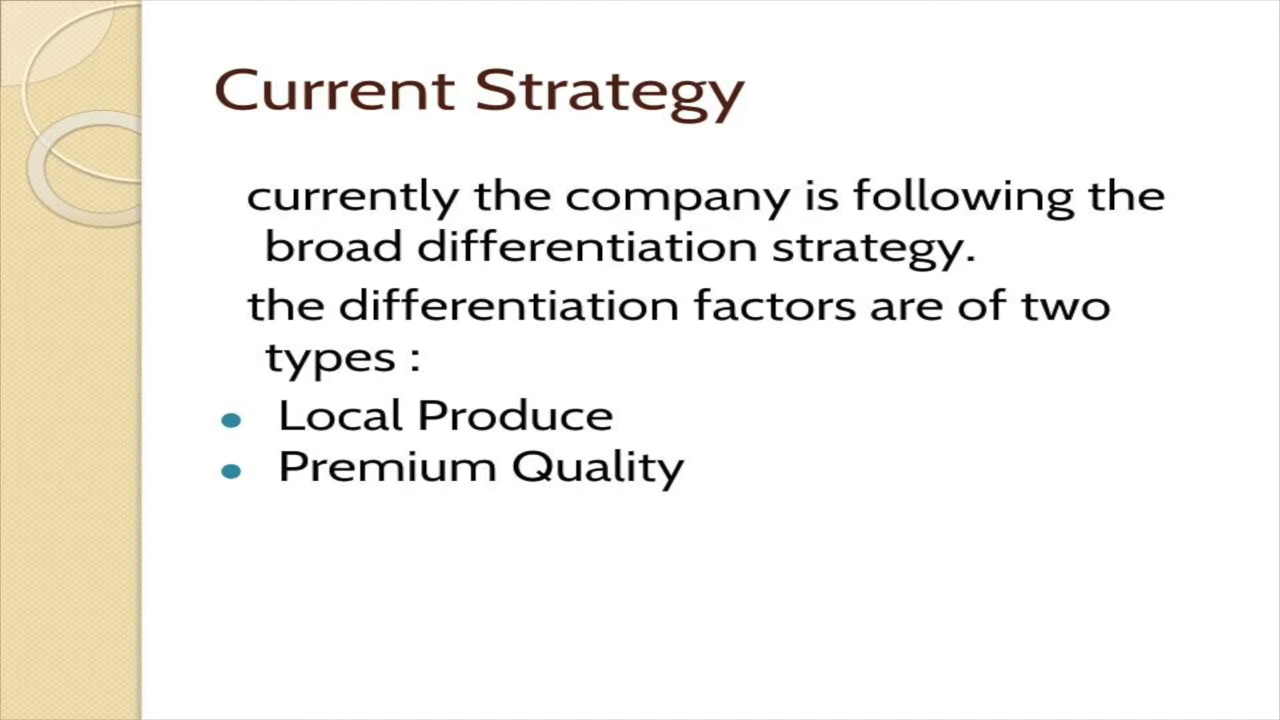 Current Strategy
currently the company is following the
broad differentiation strategy.
the differentiation factors are of two
types :
• Local Produce
• Premium Quality